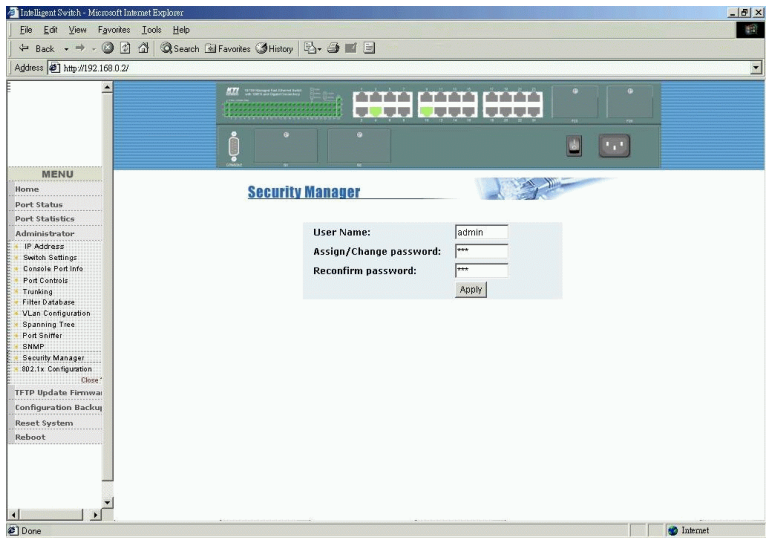 Intelligent Switch - Microsoft Internet Explorer
File Edit View Favorites Tools Help
Back Search Favorites History
Address http://192.168.0.2/
MENU
Home
Port Status
Port Statistics
Administrator
IP Address
Switch Settings
Console Port Info
Port Controls
Trunking
Filter Database
VLan Configuration
Spanning Tree
Port Sniffer
SNMP
Security Manager
802.1x Configuration
Close
TFTP Update Firmwar
Configuration Backup
Reset System
Reboot
Security Manager
User Name: admin
Assign/Change password: ***
Reconfirm password: ***
Apply
Done
Internet